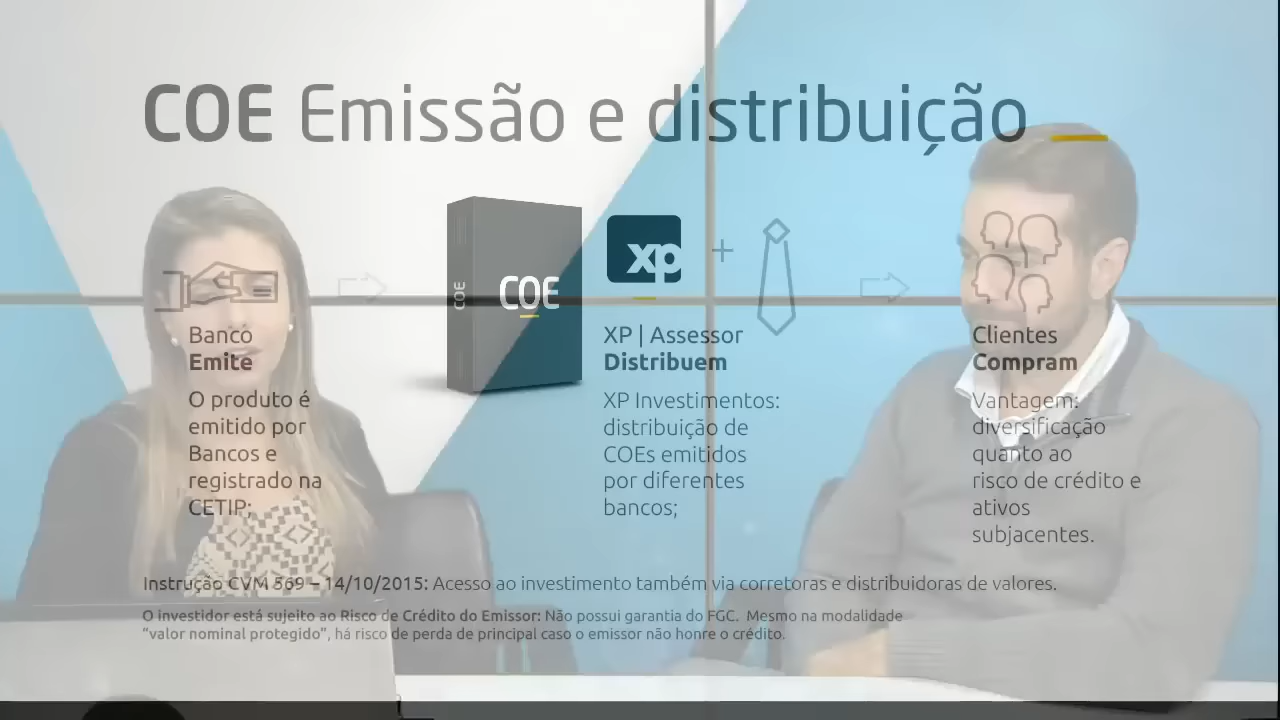 COE Emissão e distribuição
COE
COE
xp
+
Banco
Emite
O produto é
emitido por
Bancos e
registrado na
CETIP;
XP | Assessor
Distribuem
XP Investimentos:
distribuição de
COEs emitidos
por diferentes
bancos;
Clientes
Compram
Vantagem:
diversificação
quanto ao
risco de crédito e
ativos
subjacentes.
Instrução CVM 569 – 14/10/2015: Acesso ao investimento também via corretoras e distribuidoras de valores.
O investidor está sujeito ao Risco de Crédito do Emissor: Não possui garantia do FGC. Mesmo na modalidade
"valor nominal protegido", há risco de perda de principal caso o emissor não honre o crédito.